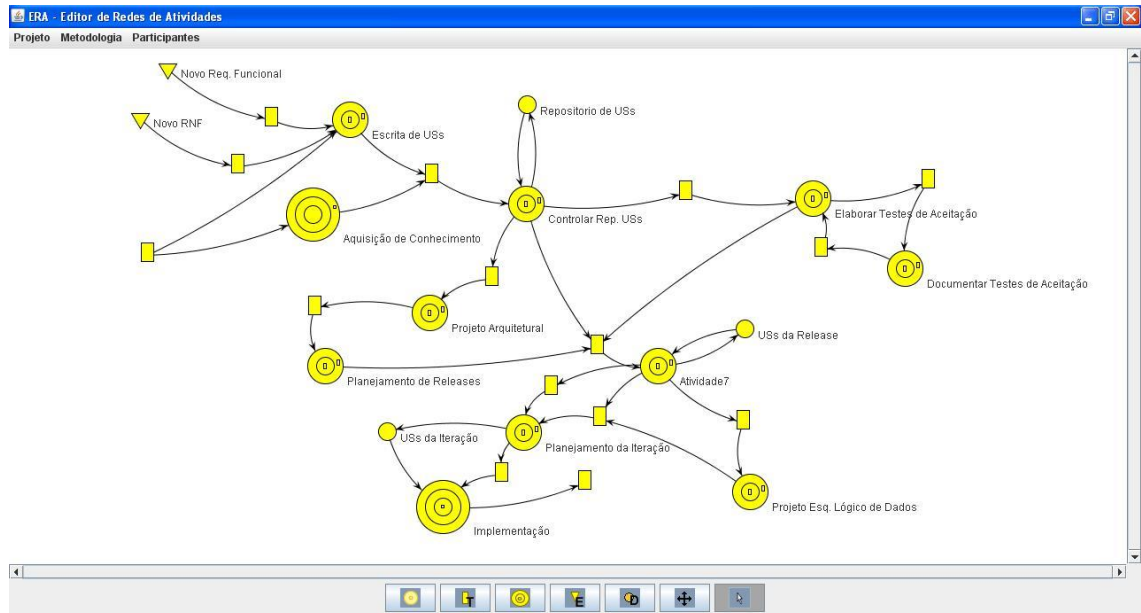 ERA - Editor de Redes de Atividades
Projeto Metodologia Participantes
Novo Req. Funcional
Novo RNF
Escrita de USs
Repositorio de USs
Aquisição de Conhecimento
Controlar Rep. USs
Elaborar Testes de Aceitação
Documentar Testes de Aceitação
Projeto Arquitetural
USs da Release
Planejamento de Releases
Atividade7
USs da Iteração
Planejamento da Iteração
Projeto Esq. Lógico de Dados
Implementação
T E D